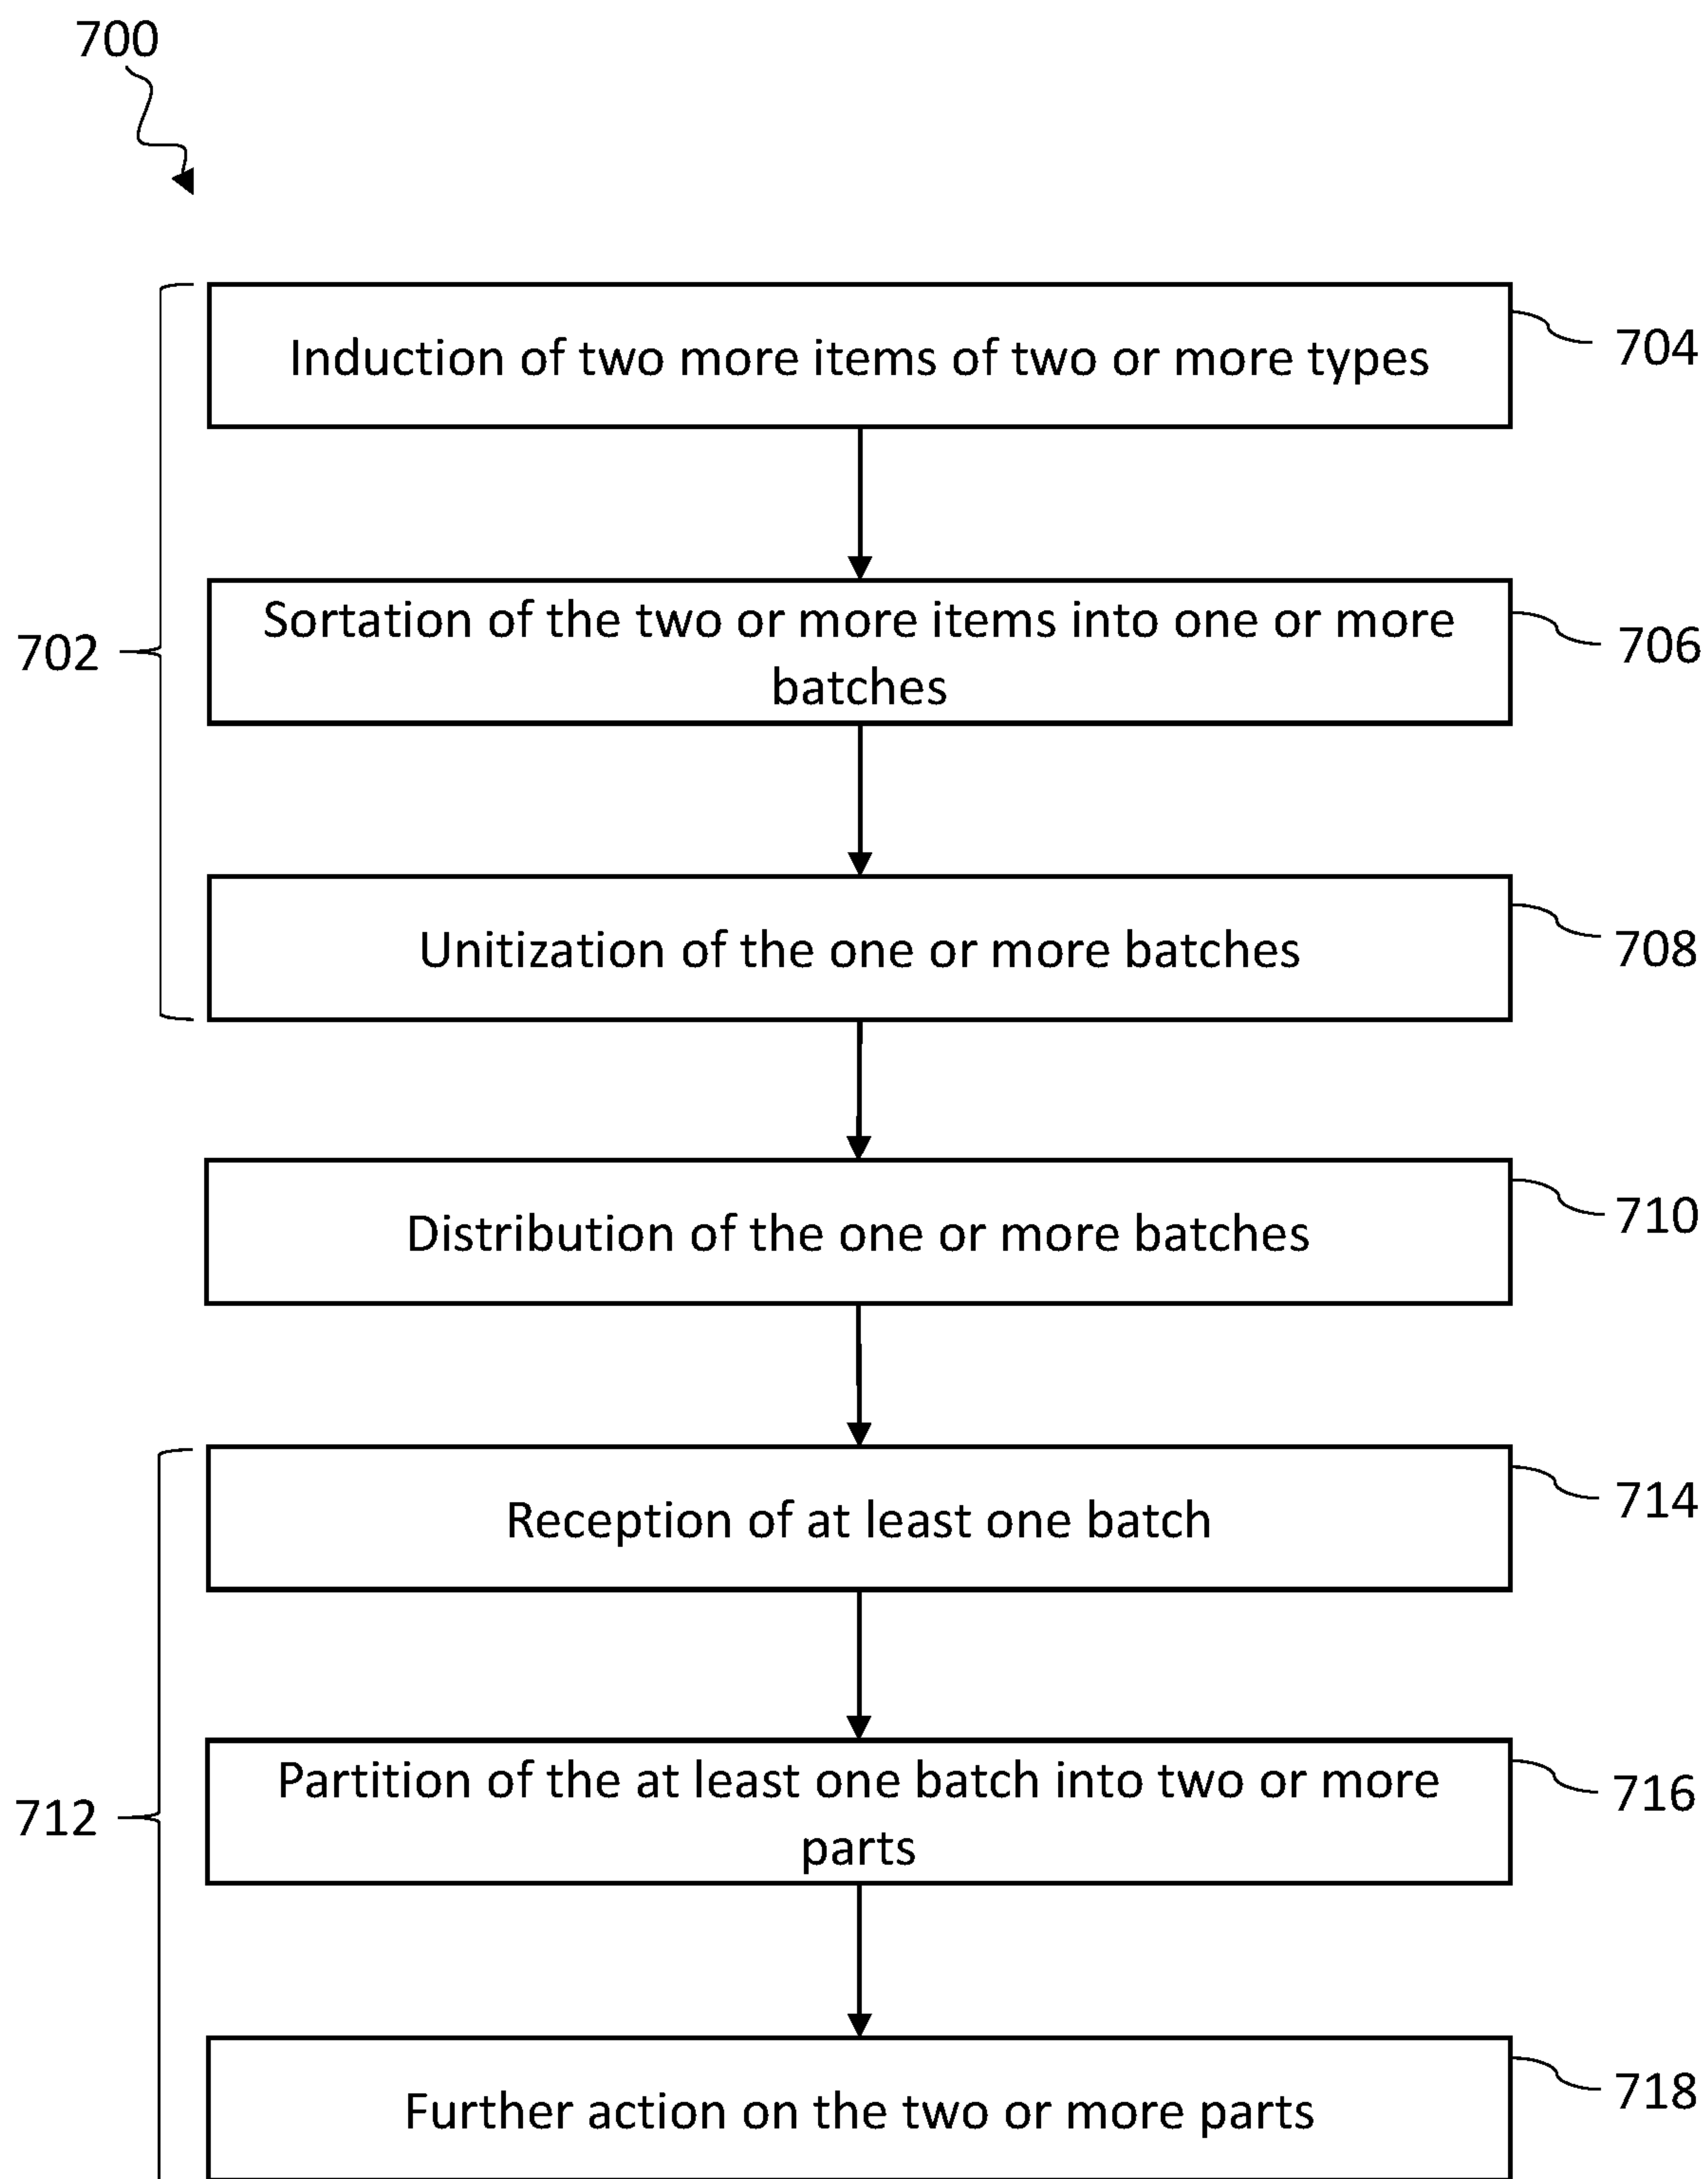 700
Induction of two more items of two or more types
704
702
Sortation of the two or more items into one or more
batches
706
Unitization of the one or more batches
708
Distribution of the one or more batches
710
Reception of at least one batch
714
712
Partition of the at least one batch into two or more
parts
716
Further action on the two or more parts
718